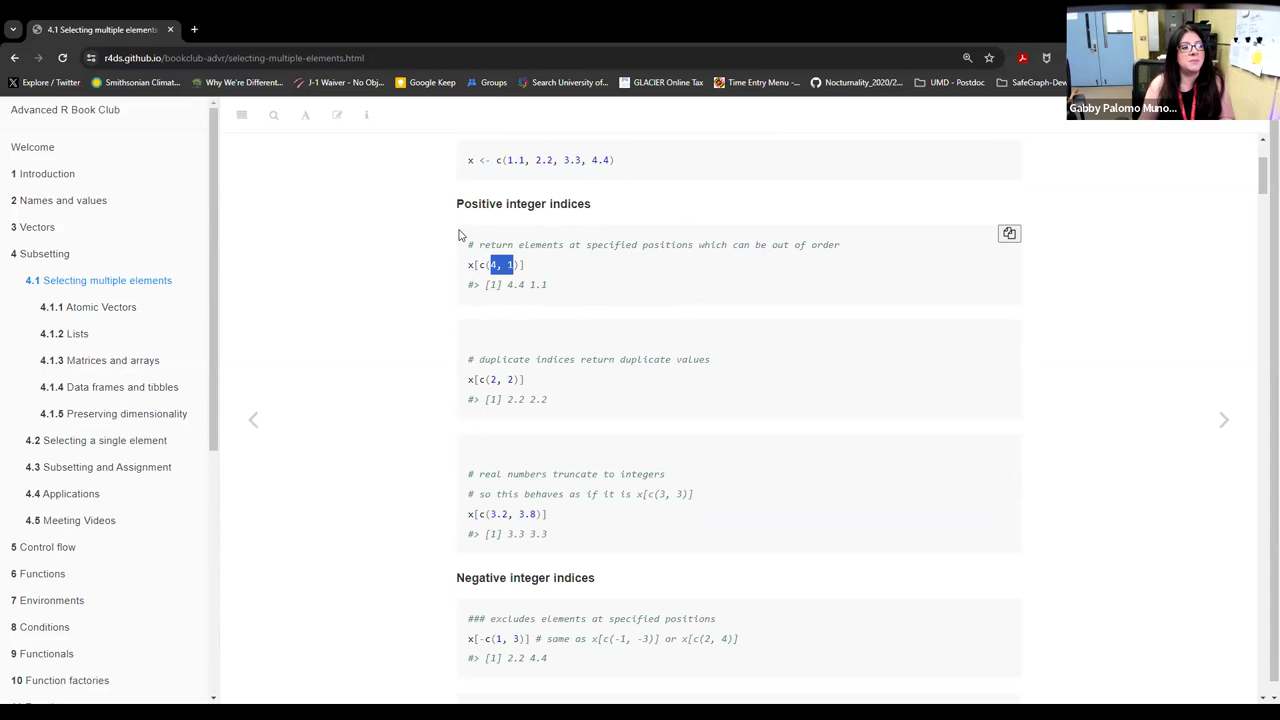 4.1 Selecting multiple elements
r4ds.github.io/bookclub-advr/selecting-multiple-elements.html
Explore / Twitter
Smithsonian Climat...
Why We're Different...
J-1 Waiver - No Obj...
Google Keep
Groups
Search University of...
GLACIER Online Tax
Time Entry Menu -...
Nocturnality_2020/2...
UMD - Postdoc
SafeGraph-Dew
Gabby Palomo Muno...
Advanced R Book Club
Welcome
1 Introduction
2 Names and values
3 Vectors
4 Subsetting
4.1 Selecting multiple elements
4.1.1 Atomic Vectors
4.1.2 Lists
4.1.3 Matrices and arrays
4.1.4 Data frames and tibbles
4.1.5 Preserving dimensionality
4.2 Selecting a single element
4.3 Subsetting and Assignment
4.4 Applications
4.5 Meeting Videos
5 Control flow
6 Functions
7 Environments
8 Conditions
9 Functionals
10 Function factories
x <- c(1.1, 2.2, 3.3, 4.4)
Positive integer indices
# return elements at specified positions which can be out of order
x[c(4, 1)]
#> [1] 4.4 1.1
# duplicate indices return duplicate values
x[c(2, 2)]
#> [1] 2.2 2.2
# real numbers truncate to integers
# so this behaves as if it is x[c(3, 3)]
x[c(3.2, 3.8)]
#> [1] 3.3 3.3
Negative integer indices
### excludes elements at specified positions
x[-c(1, 3)] # same as x[c(-1, -3)] or x[c(2, 4)]
#> [1] 2.2 4.4